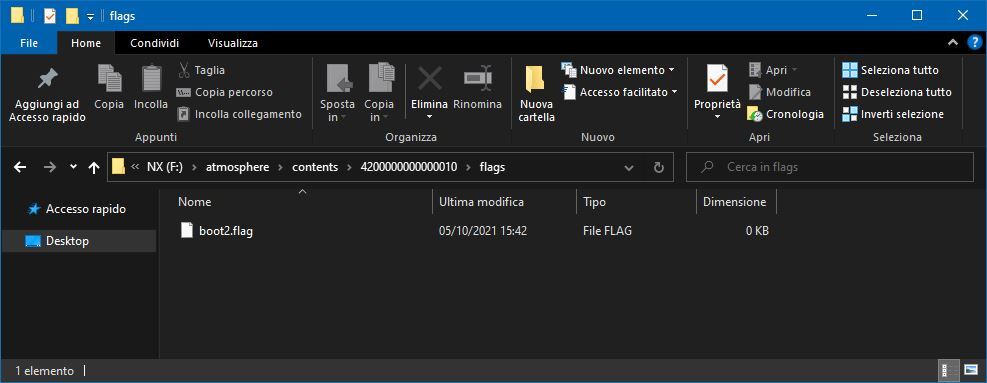 flags
File Home Condividi Visualizza
Aggiungi ad
Accesso rapido
Copia
Incolla
Taglia
Copia percorso
Incolla collegamento
Appunti
Sposta
in
Copia
in
Elimina
Rinomina
Organizza
Nuova
cartella
Nuovo elemento
Accesso facilitato
Nuovo
Proprietà
Apri
Modifica
Cronologia
Apri
Seleziona tutto
Deseleziona tutto
Inverti selezione
Seleziona
« NX (F:) > atmosphere > contents > 4200000000000010 > flags
Cerca in flags
Accesso rapido
Desktop
Nome Ultima modifica Tipo Dimensione
boot2.flag 05/10/2021 15:42 File FLAG 0 KB
1 elemento